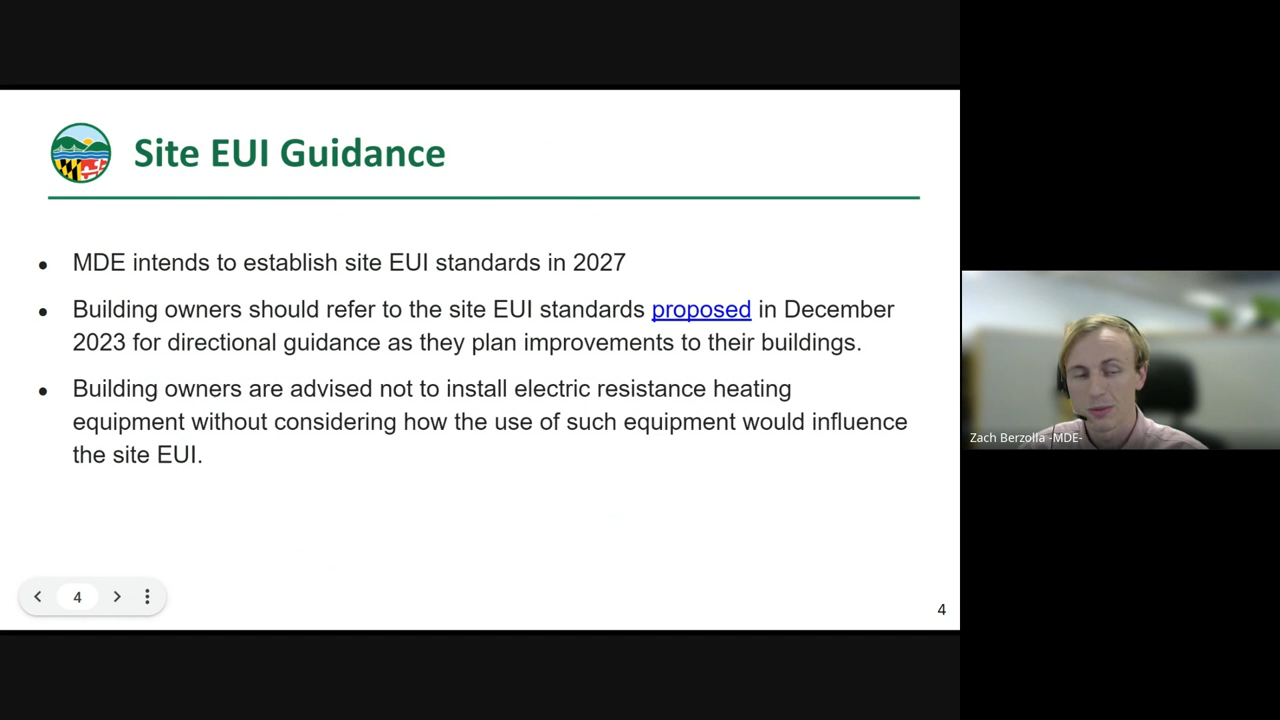 Site EUI Guidance
● MDE intends to establish site EUI standards in 2027
● Building owners should refer to the site EUI standards proposed in December
2023 for directional guidance as they plan improvements to their buildings.
● Building owners are advised not to install electric resistance heating
equipment without considering how the use of such equipment would influence
the site EUI.
Zach Berzolla -MDE-
4
4